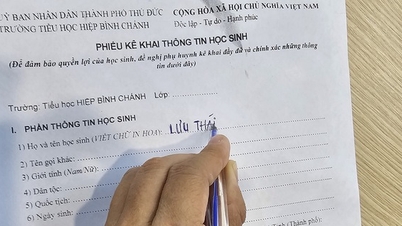 ỦY BAN NHÂN DÂN THÀNH PHỐ THỦ ĐỨC
TRƯỜNG TIỂU HỌC HIỆP BÌNH CHÁNH
CỘNG HÒA XÃ HỘI CHỦ NGHĨA VIỆT NAM
Độc lập - Tự do - Hạnh phúc
PHIẾU KÊ KHAI THÔNG TIN HỌC SINH
(Để đảm bảo quyền lợi của học sinh, đề nghị phụ huynh kê khai đầy đủ và chính xác những thông
tin dưới đây)
Trường: Tiểu học HIỆP BÌNH CHÁNH Lớp:
I. PHẦN THÔNG TIN HỌC SINH
1) Họ và tên học sinh (VIẾT CHỮ IN HOA): LƯU THÁI
2) Tên gọi khác:
3) Giới tính (Nam/Nữ):
4) Dân tộc:
5) Quốc tịch:
6) Ngày sinh: Tỉnh (Thành phố):